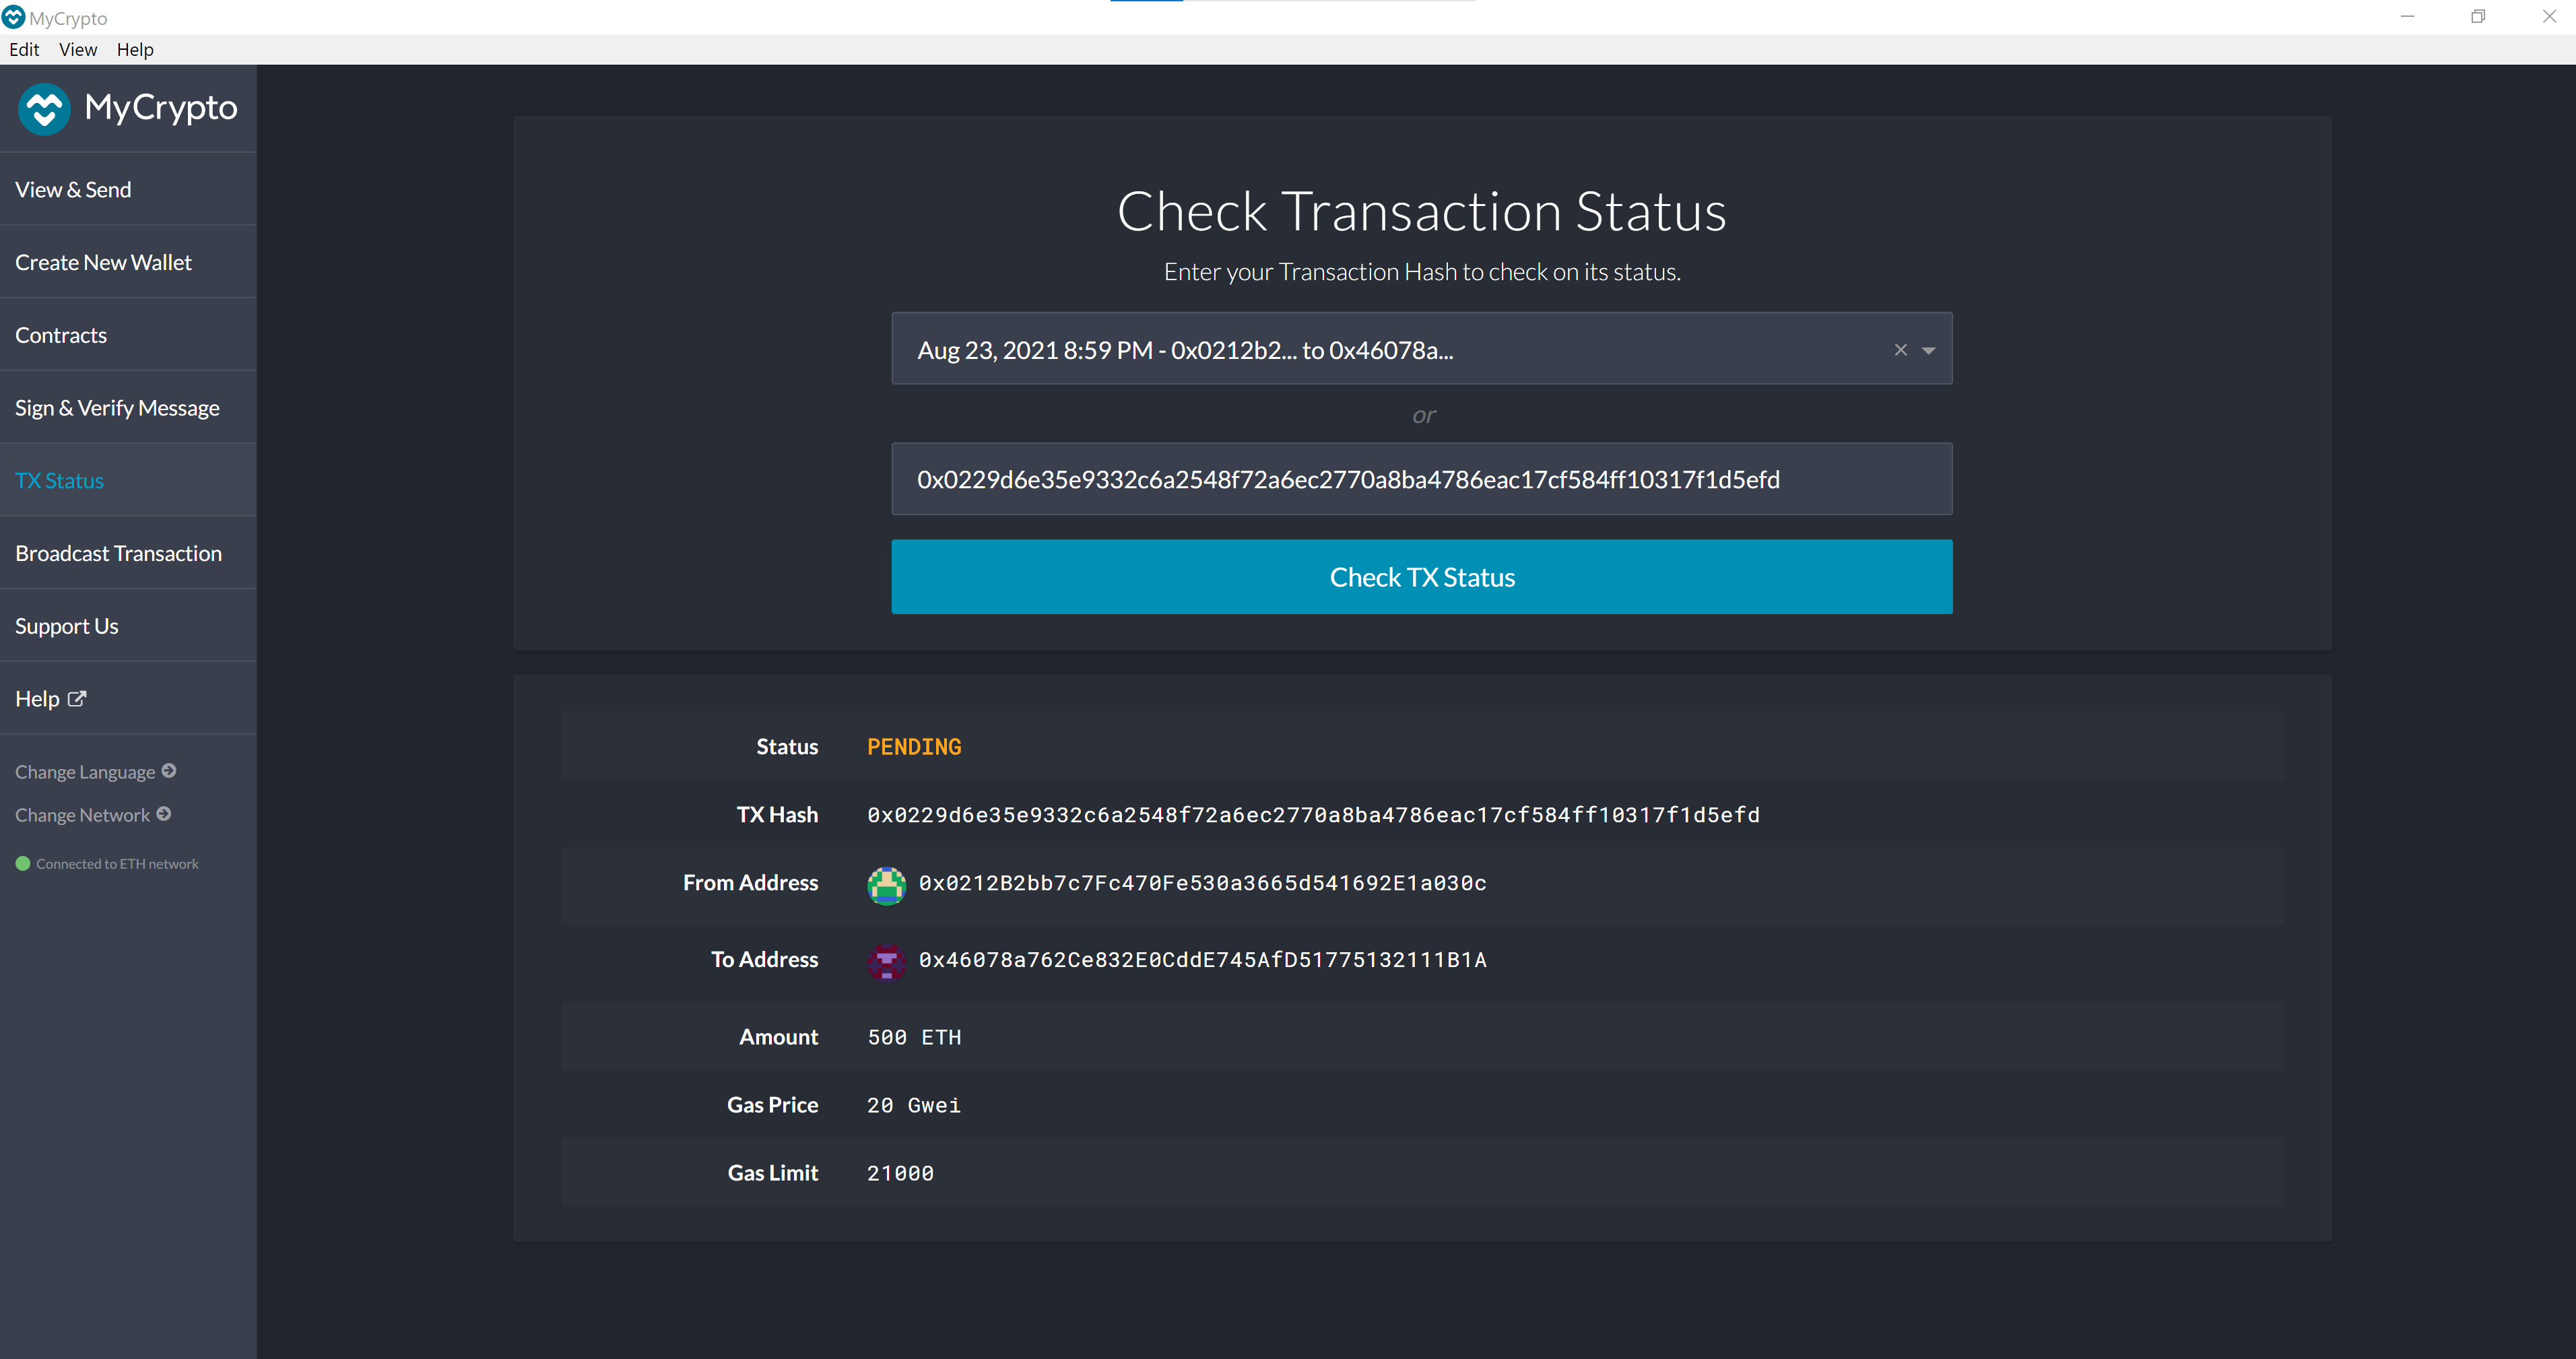 MyCrypto
Edit View Help
MyCrypto
View & Send
Create New Wallet
Contracts
Sign & Verify Message
TX Status
Broadcast Transaction
Support Us
Help
Change Language
Change Network
Connected to ETH network
Check Transaction Status
Enter your Transaction Hash to check on its status.
Aug 23, 2021 8:59 PM - 0x0212b2... to 0x46078a...
or
0x0229d6e35e9332c6a2548f72a6ec2770a8ba4786eac17cf584ff10317f1d5efd
Check TX Status
Status PENDING
TX Hash 0x0229d6e35e9332c6a2548f72a6ec2770a8ba4786eac17cf584ff10317f1d5efd
From Address 0x0212B2bb7c7Fc470Fe530a3665d541692E1a030c
To Address 0x46078a762Ce832E0CddE745AfD51775132111B1A
Amount 500 ETH
Gas Price 20 Gwei
Gas Limit 21000